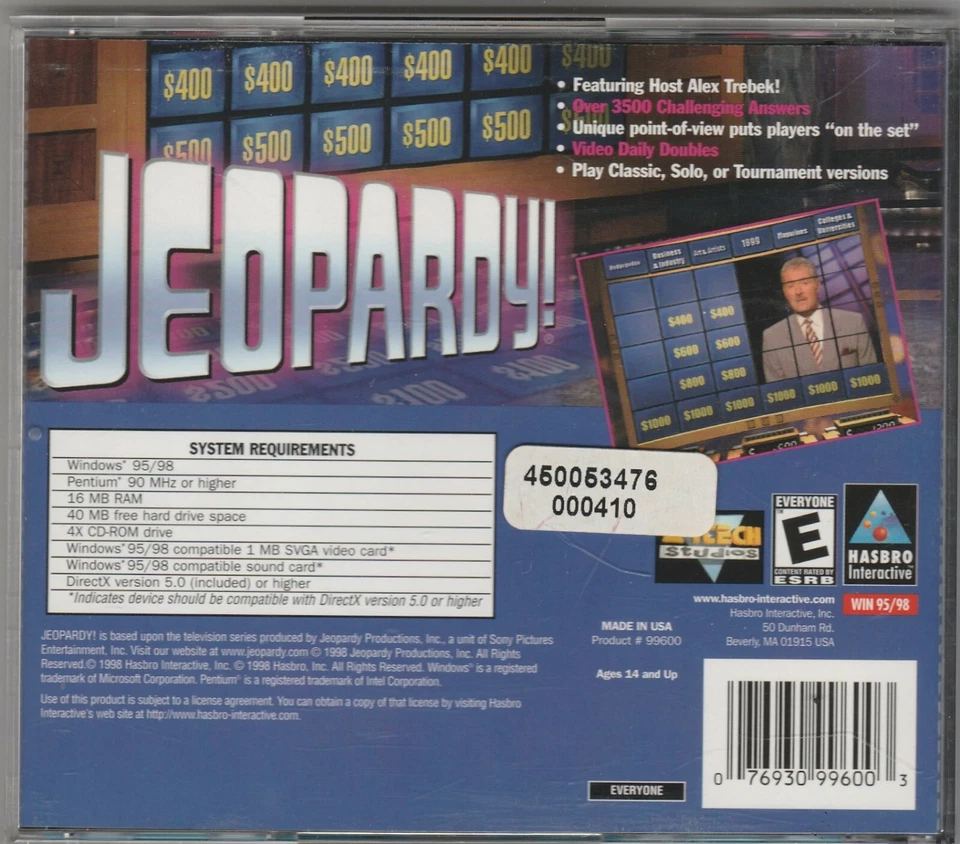 $400 $400 $400 $400 $400 $400
$500 $500 $500 $500 $500
• Featuring Host Alex Trebek!
• Over 3500 Challenging Answers
• Unique point-of-view puts players “on the set”
• Video Daily Doubles
• Play Classic, Solo, or Tournament versions
JEOPARDY!®
Business & Industry
1999
Magazines
Colleges & Universities
$400 $400
$600 $600
$800 $800
$1000 $1000 $1000 $1000 $1000 $1000
SYSTEM REQUIREMENTS
Windows® 95/98
Pentium® 90 MHz or higher
16 MB RAM
40 MB free hard drive space
4X CD-ROM drive
Windows® 95/98 compatible 1 MB SVGA video card*
Windows® 95/98 compatible sound card*
DirectX version 5.0 (included) or higher
*Indicates device should be compatible with DirectX version 5.0 or higher
450053476
000410
STUDIOS
EVERYONE
E
CONTENT RATED BY
ESRB
HASBRO
Interactive™
WIN 95/98
www.hasbro-interactive.com
Hasbro Interactive, Inc.
50 Dunham Rd.
Beverly, MA 01915 USA
MADE IN USA
Product # 99600
Ages 14 and Up
JEOPARDY! is based upon the television series produced by Jeopardy Productions, Inc., a unit of Sony Pictures
Entertainment, Inc. Visit our website at www.jeopardy.com © 1998 Jeopardy Productions, Inc. All Rights
Reserved.© 1998 Hasbro Interactive, Inc. © 1998 Hasbro, Inc. All Rights Reserved. Windows® is a registered
trademark of Microsoft Corporation. Pentium® is a registered trademark of Intel Corporation.
Use of this product is subject to a license agreement. You can obtain a copy of that license by visiting Hasbro
Interactive's web site at http://www.hasbro-interactive.com.
EVERYONE
0 76930 99600 3